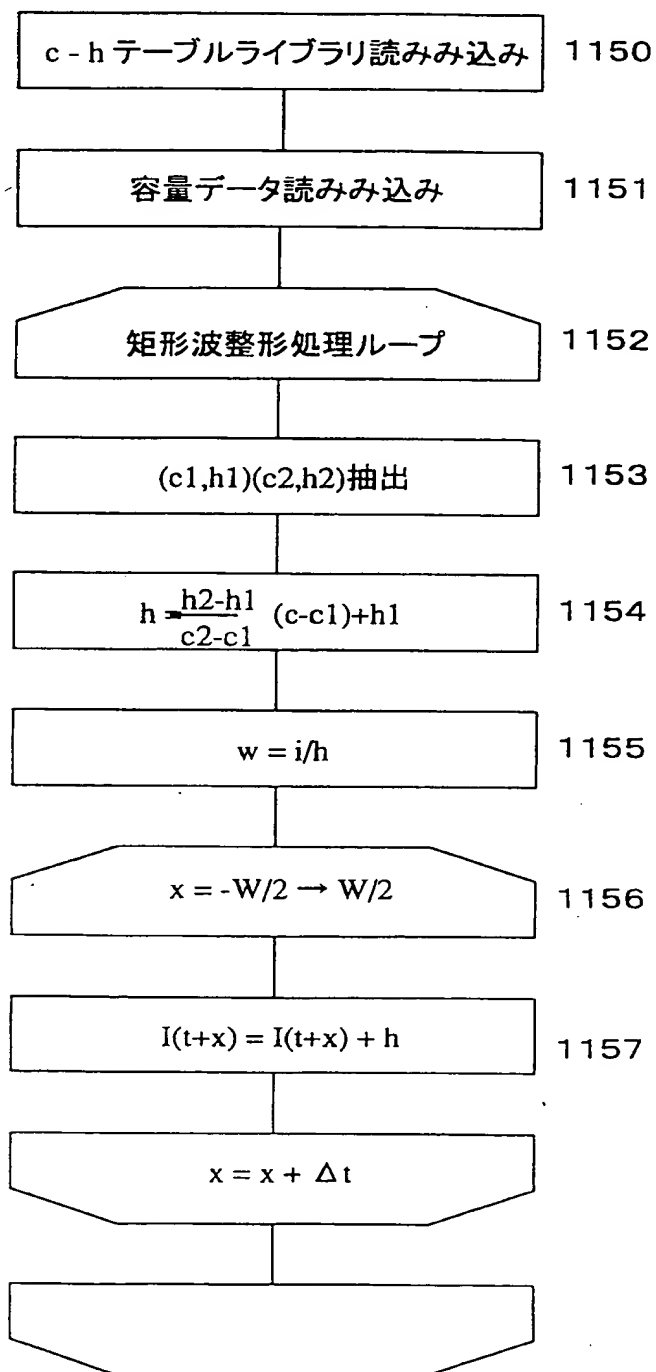 c - h テーブルライブラリ読みみ込み 1150
容量データ読みみ込み 1151
矩形波整形処理ループ 1152
(c1,h1)(c2,h2)抽出 1153
h = h2-h1
c2-c1 (c-c1)+h1 1154
w = i/h 1155
x = -W/2 → W/2 1156
I(t+x) = I(t+x) + h 1157
x = x + Δt